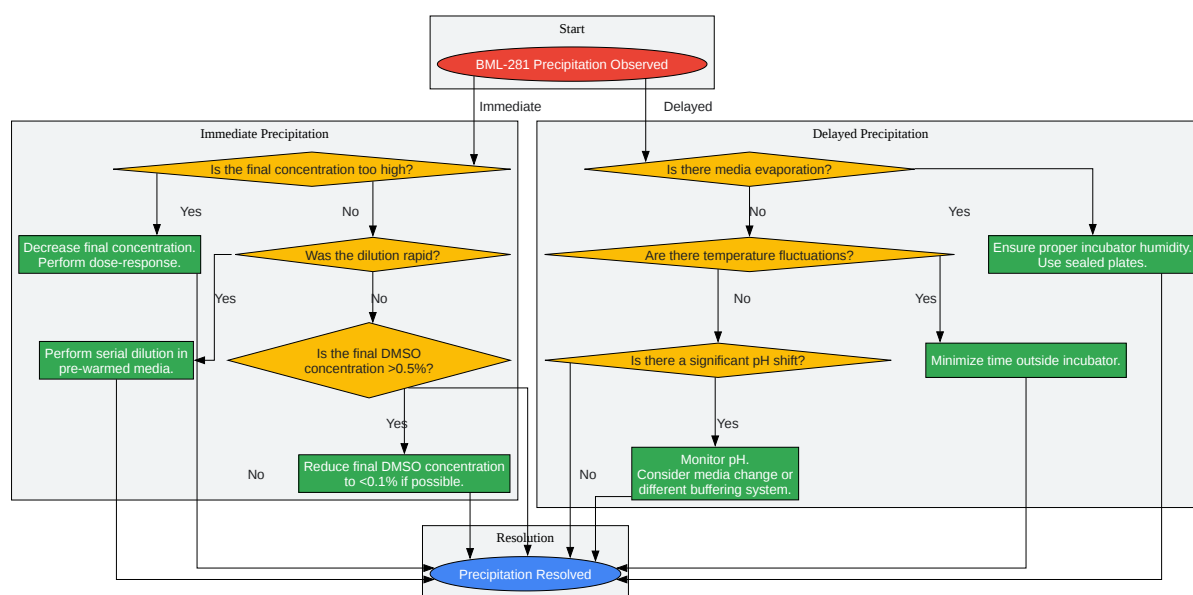 Start
BML-281 Precipitation Observed
Immediate
Delayed
Immediate Precipitation
Is the final concentration too high?
Yes
No
Decrease final concentration.
Perform dose-response.
Was the dilution rapid?
Yes
No
Perform serial dilution in
pre-warmed media.
Is the final DMSO
concentration >0.5%?
Yes
No
Reduce final DMSO concentration
to <0.1% if possible.
Delayed Precipitation
Is there media evaporation?
No
Yes
Ensure proper incubator humidity.
Use sealed plates.
Are there temperature fluctuations?
No
Yes
Is there a significant pH shift?
Minimize time outside incubator.
Yes
No
Monitor pH.
Consider media change or
different buffering system.
Resolution
Precipitation Resolved